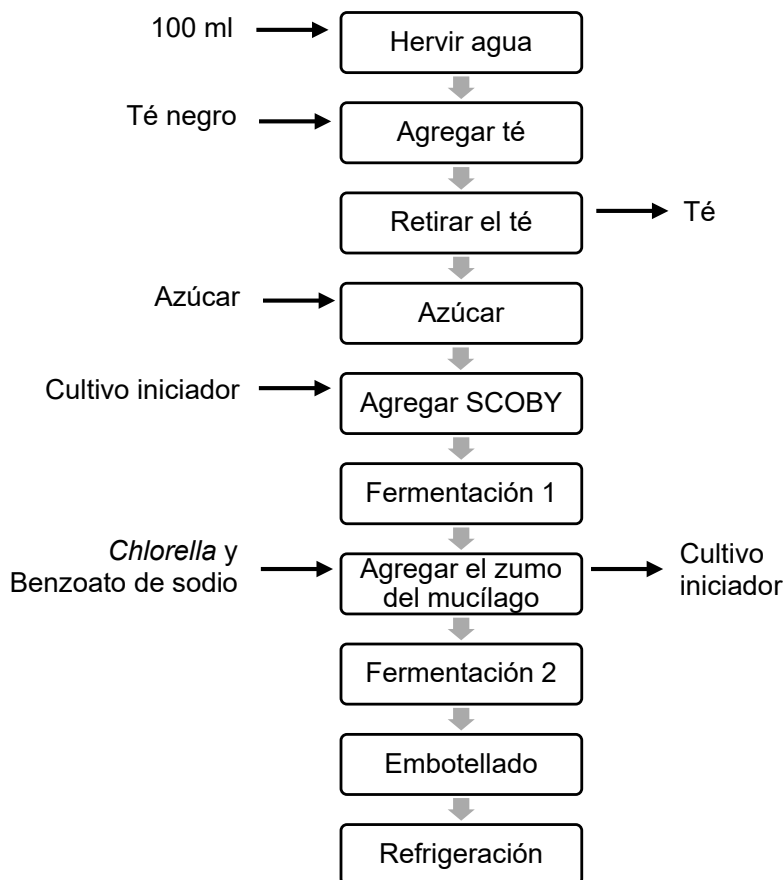 100 ml
Hervir agua
Té negro
Agregar té
Retirar el té
Té
Azúcar
Azúcar
Cultivo iniciador
Agregar SCOBY
Fermentación 1
Chlorella y
Benzoato de sodio
Agregar el zumo
del mucílago
Cultivo
iniciador
Fermentación 2
Embotellado
Refrigeración